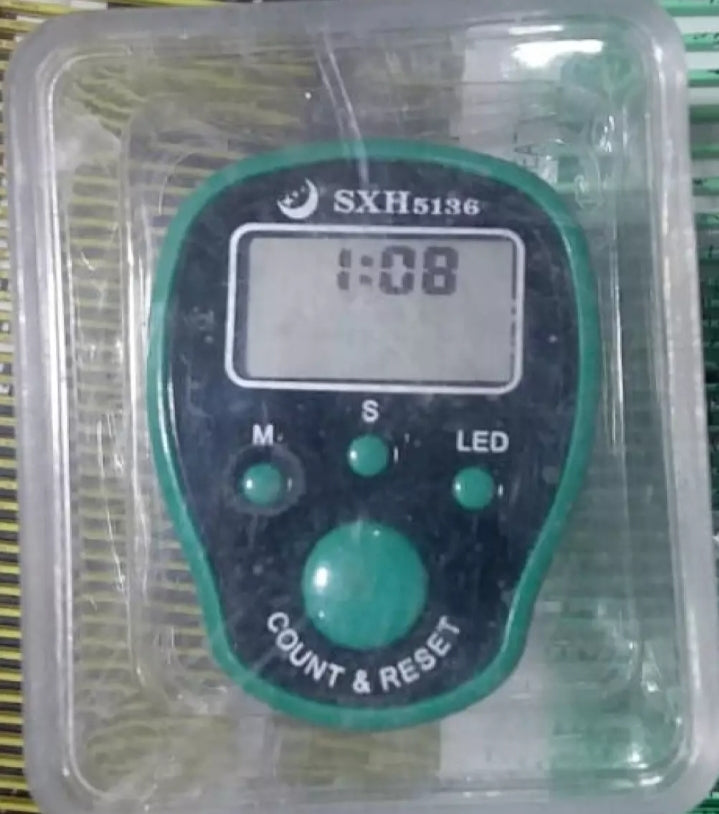 SXH5136
1:08
S
M
LED
COUNT & RESET